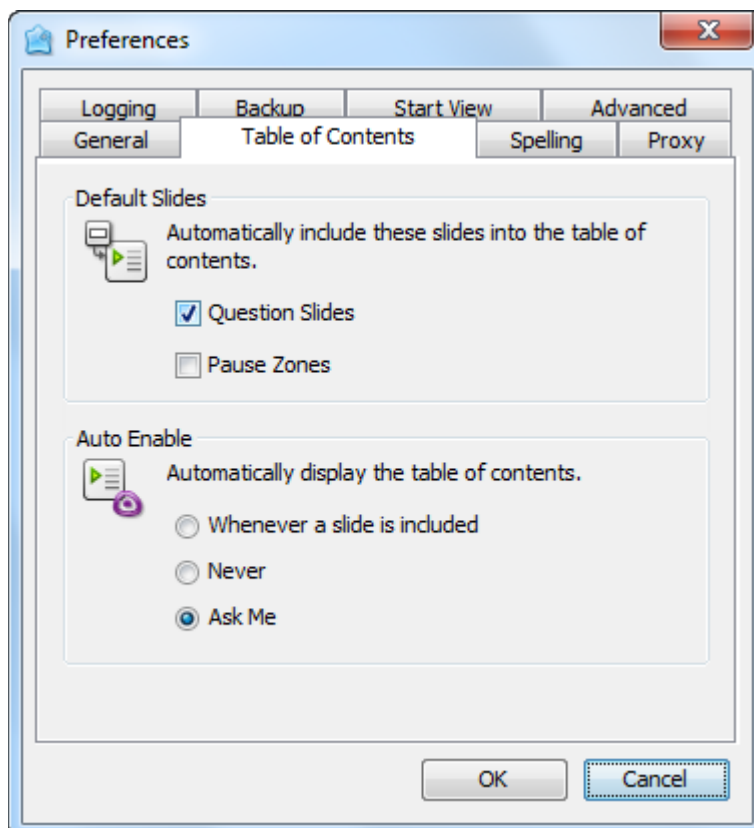 Preferences
Logging Backup Start View Advanced
General Table of Contents Spelling Proxy
Default Slides
Automatically include these slides into the table of
contents.
Question Slides
Pause Zones
Auto Enable
Automatically display the table of contents.
Whenever a slide is included
Never
Ask Me
OK Cancel